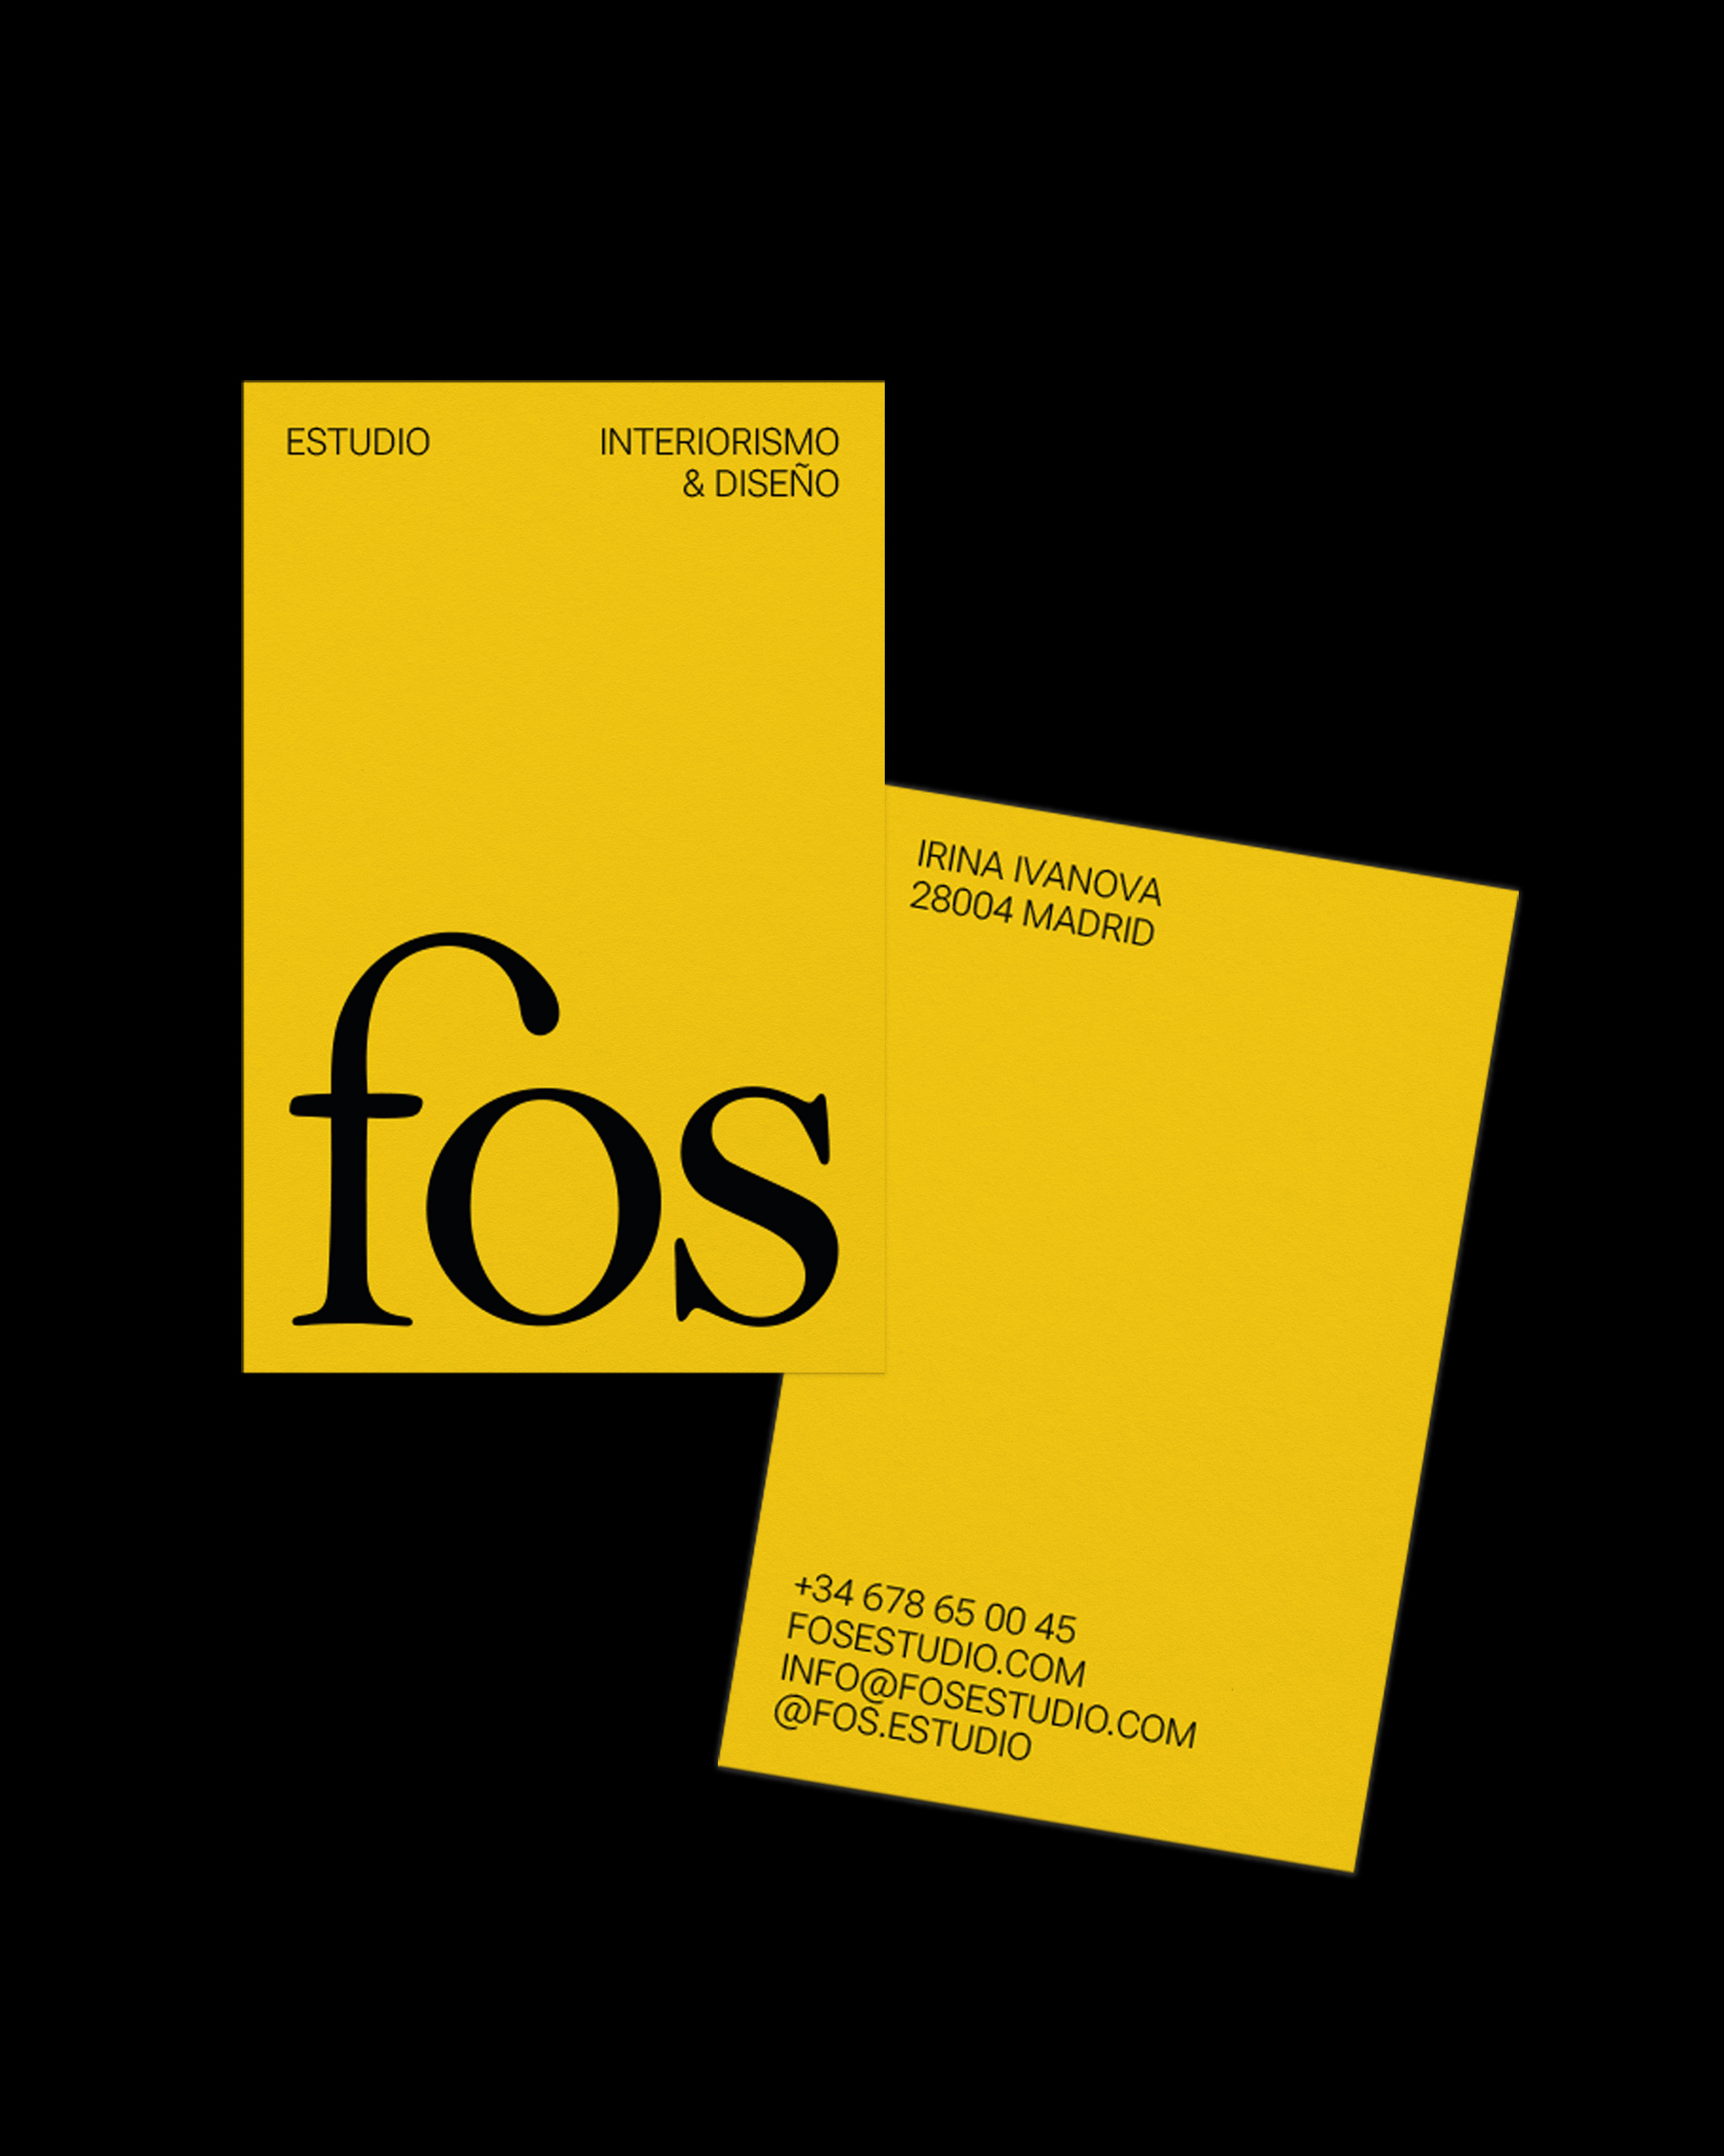 ESTUDIO
INTERIORISMO
& DISEÑO
fos
IRINA IVANOVA
28004 MADRID
+34 678 65 00 45
FOSESTUDIO.COM
INFO@FOSESTUDIO.COM
@FOS.ESTUDIO